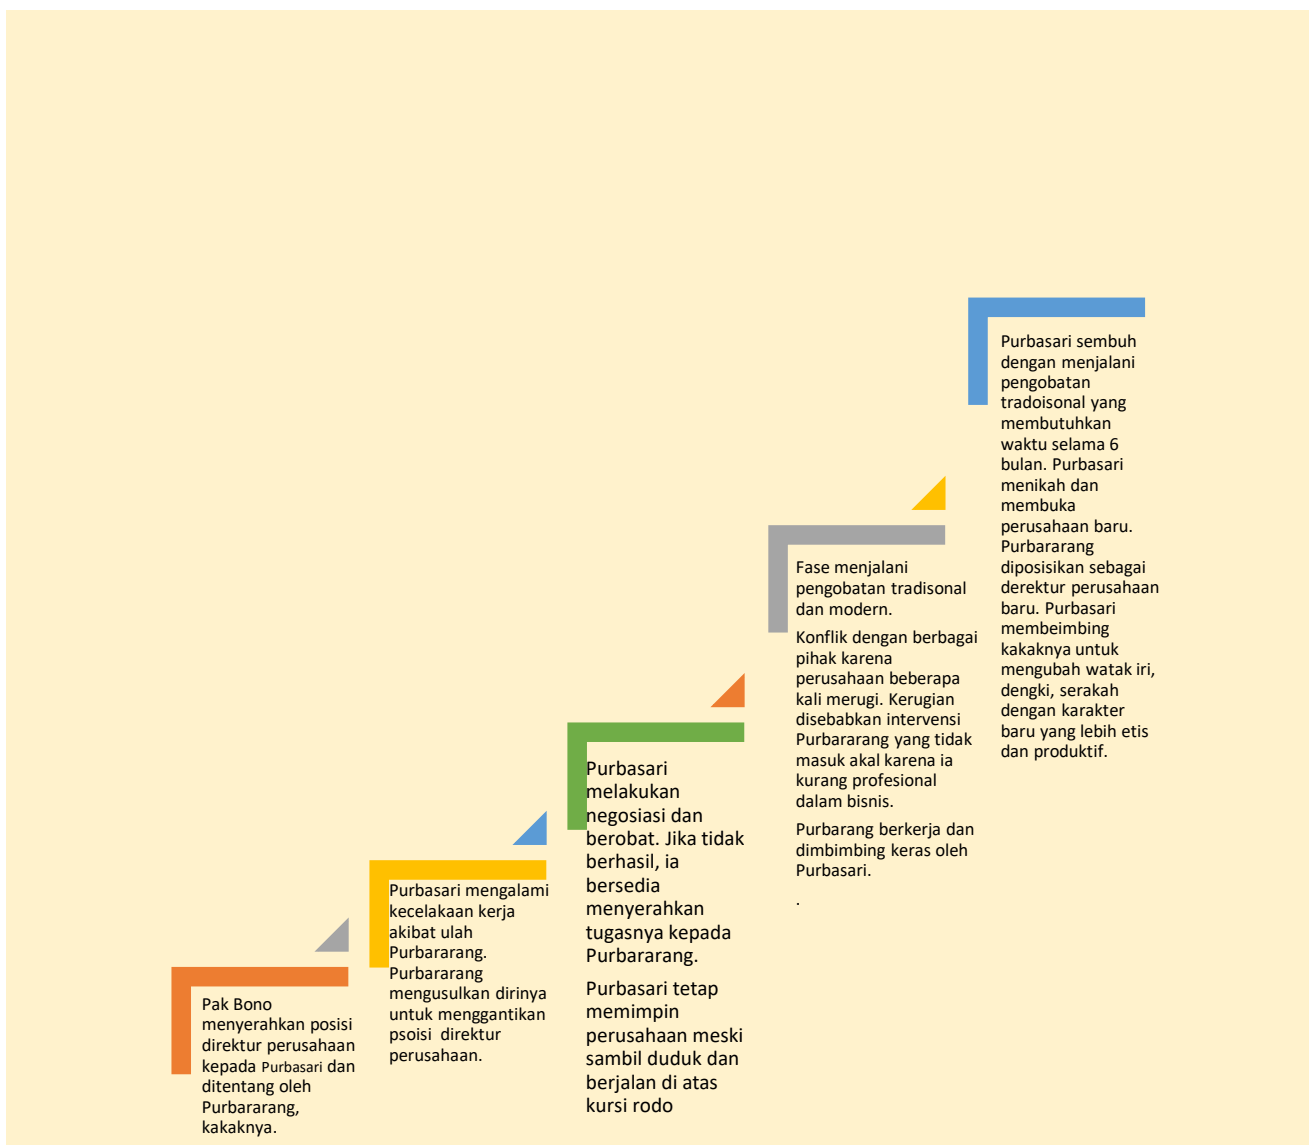 Pak Bono
menyerahkan posisi
direktur perusahaan
kepada Purbasari dan
ditentang oleh
Purbararang,
kakaknya.
Purbasari mengalami
kecelakaan kerja
akibat ulah
Purbararang.
Purbararang
mengusulkan dirinya
untuk menggantikan
psoisi direktur
perusahaan.
Purbasari
melakukan
negosiasi dan
berobat. Jika tidak
berhasil, ia
bersedia
menyerahkan
tugasnya kepada
Purbararang.
Purbasari tetap
memimpin
perusahaan meski
sambil duduk dan
berjalan di atas
kursi rodo
Fase menjalani
pengobatan tradisonal
dan modern.
Konflik dengan berbagai
pihak karena
perusahaan beberapa
kali merugi. Kerugian
disebabkan intervensi
Purbararang yang tidak
masuk akal karena ia
kurang profesional
dalam bisnis.
Purbarang berkerja dan
dimbimbing keras oleh
Purbasari.
.
Purbasari sembuh
dengan menjalani
pengobatan
tradoisonal yang
membutuhkan
waktu selama 6
bulan. Purbasari
menikah dan
membuka
perusahaan baru.
Purbararang
diposisikan sebagai
derektur perusahaan
baru. Purbasari
membeimbing
kakaknya untuk
mengubah watak iri,
dengki, serakah
dengan karakter
baru yang lebih etis
dan produktif.